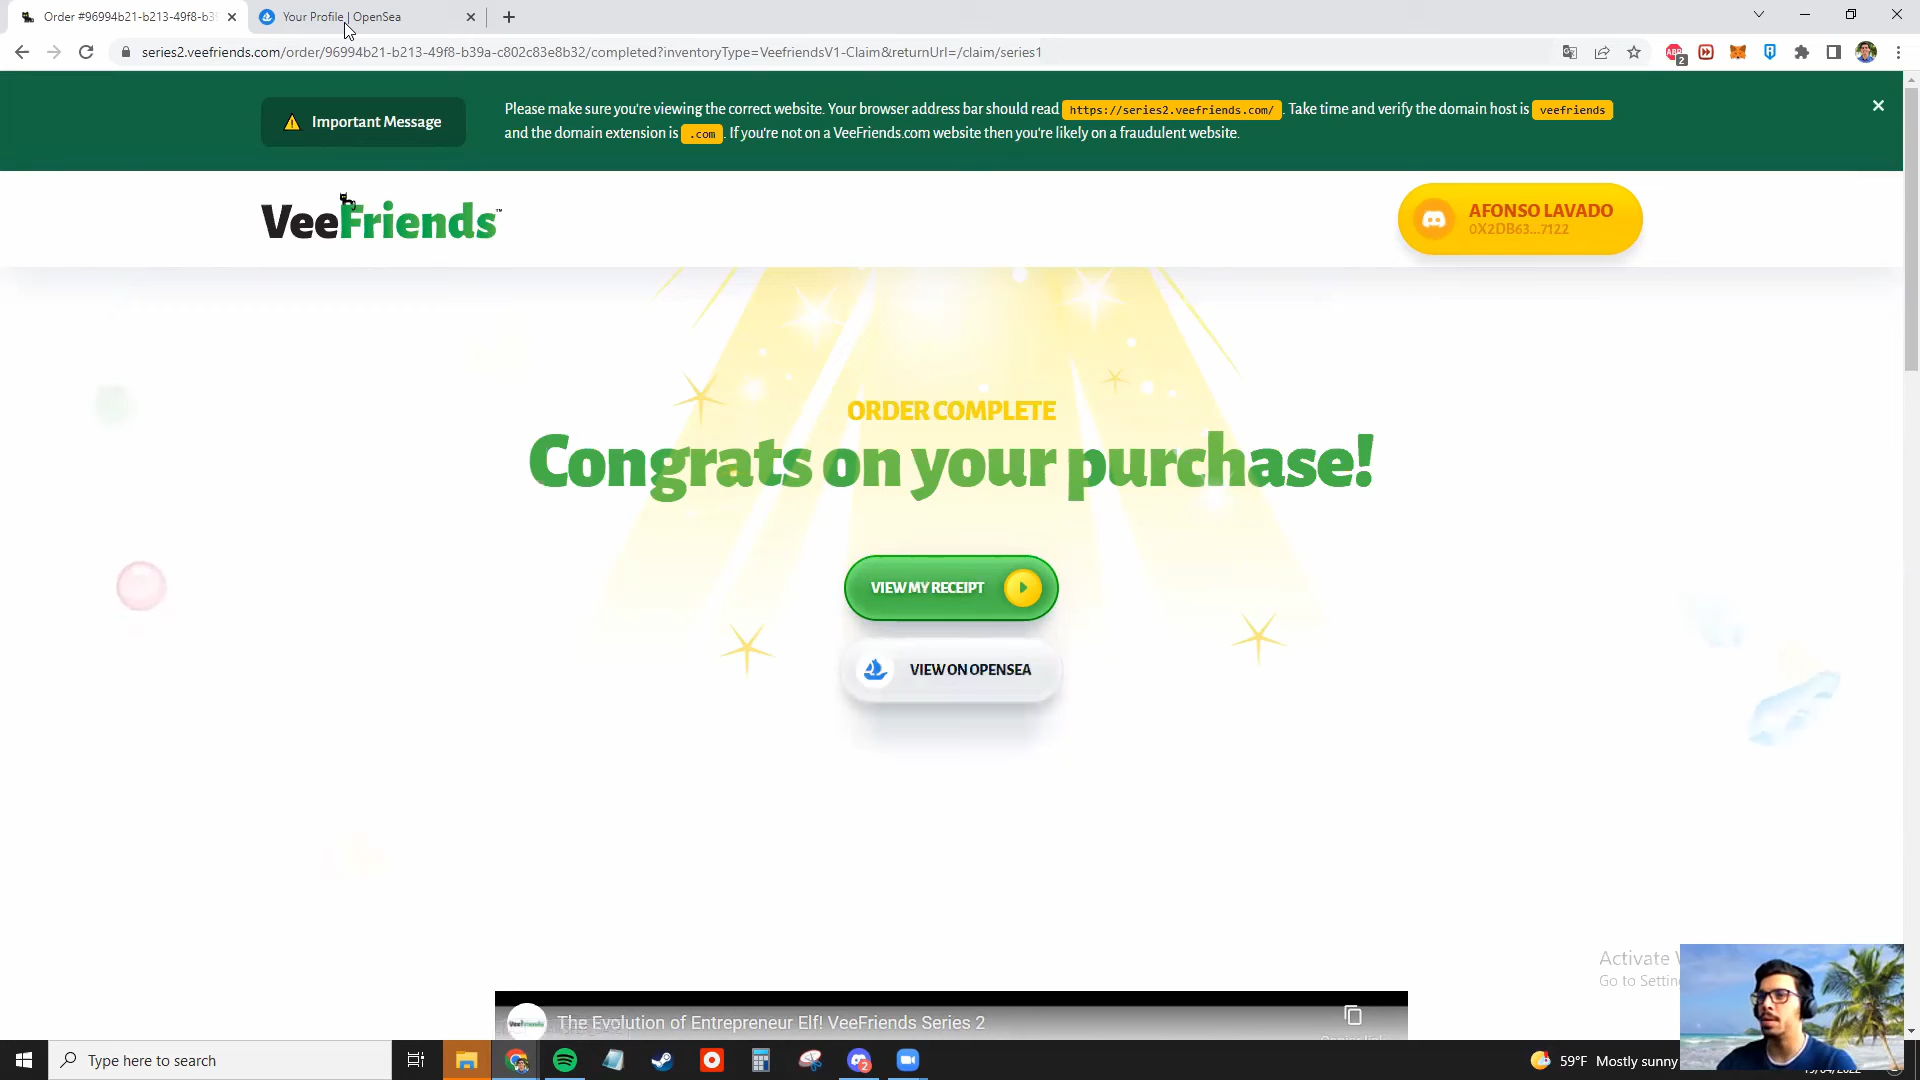 Order #96994b21-b213-49f8-b39
Your Profile | OpenSea
series2.veefriends.com/order/96994b21-b213-49f8-b39a-c802c83e8b32/completed?inventoryType=VeefriendsV1-Claim&returnUrl=/claim/series1
2
Important Message
Please make sure you're viewing the correct website. Your browser address bar should read https://series2.veefriends.com/ . Take time and verify the domain host is veefriends
and the domain extension is .com . If you're not on a VeeFriends.com website then you're likely on a fraudulent website.
VeeFriends™
AFONSO LAVADO
0X2DB63...7122
ORDER COMPLETE
Congrats on your purchase!
VIEW MY RECEIPT
VIEW ON OPENSEA
Activate
Go to Settin
VeeFriends
The Evolution of Entrepreneur Elf! VeeFriends Series 2
Type here to search
2
59°F Mostly sunny